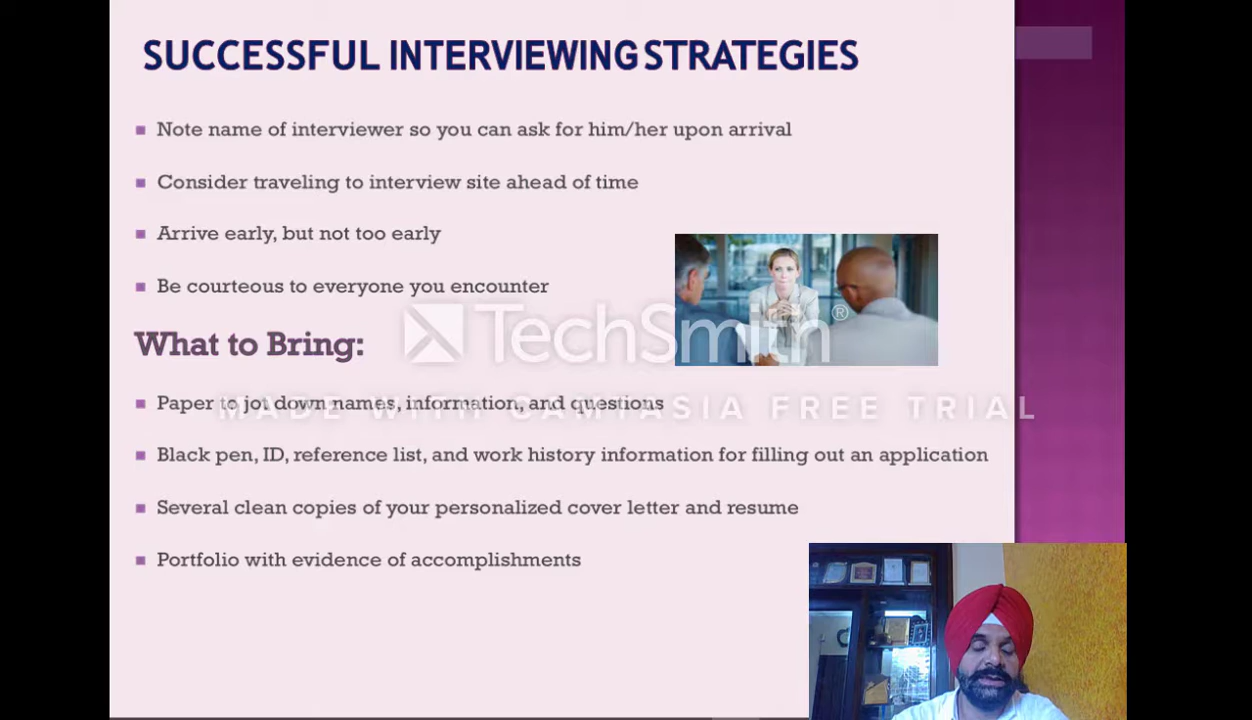 SUCCESSFUL INTERVIEWING STRATEGIES
Note name of interviewer so you can ask for him/her upon arrival
Consider traveling to interview site ahead of time
Arrive early, but not too early
Be courteous to everyone you encounter
TechSmith®
What to Bring:
Paper to jot down names, information, and questions
MADE WITH CAMTASIA FREE TRIAL
Black pen, ID, reference list, and work history information for filling out an application
Several clean copies of your personalized cover letter and resume
Portfolio with evidence of accomplishments